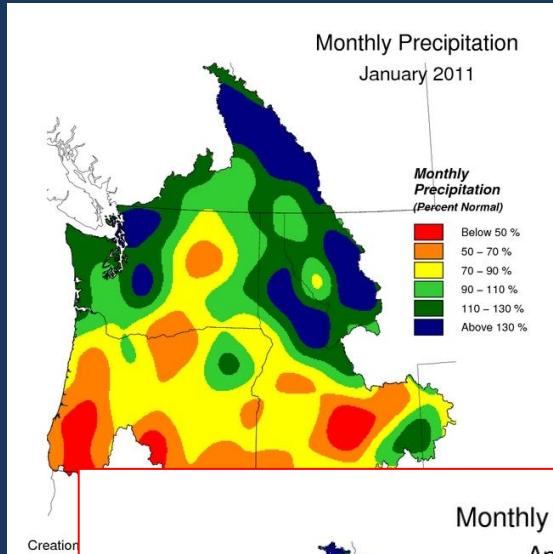 Monthly Precipitation
January 2011
Monthly
Precipitation
(Percent Normal)
Below 50 %
50 – 70 %
70 – 90 %
90 – 110 %
110 – 130 %
Above 130 %
Creation
Monthly